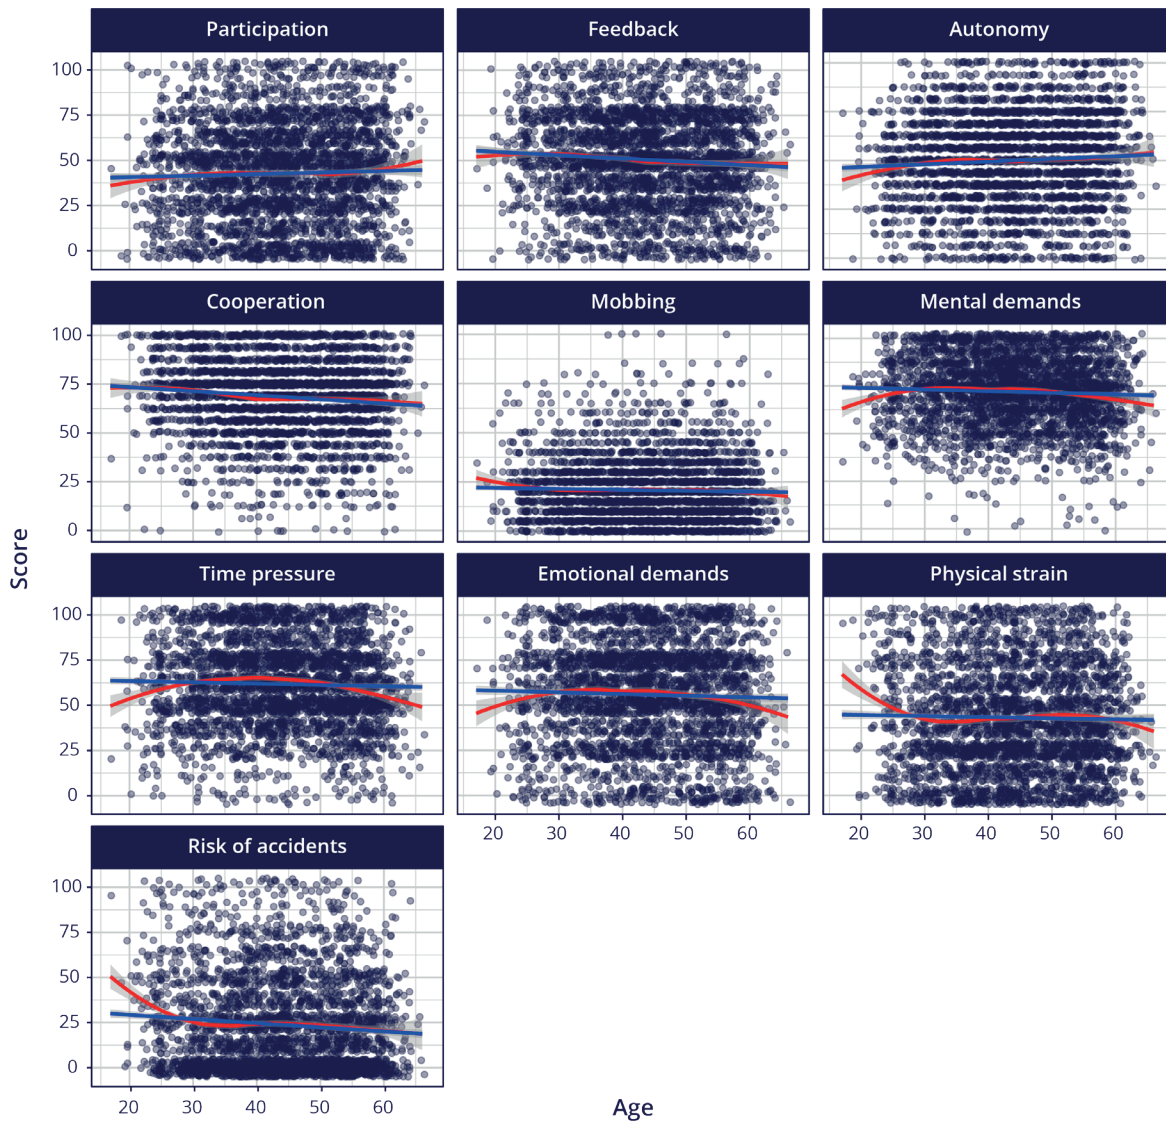 Participation
Feedback
Autonomy
100
75
50
25
0
Cooperation
Mobbing
Mental demands
100
75
50
25
0
Score
Time pressure
Emotional demands
Physical strain
100
75
50
25
0
20 30 40 50 60
20 30 40 50 60
Risk of accidents
100
75
50
25
0
20 30 40 50 60
Age